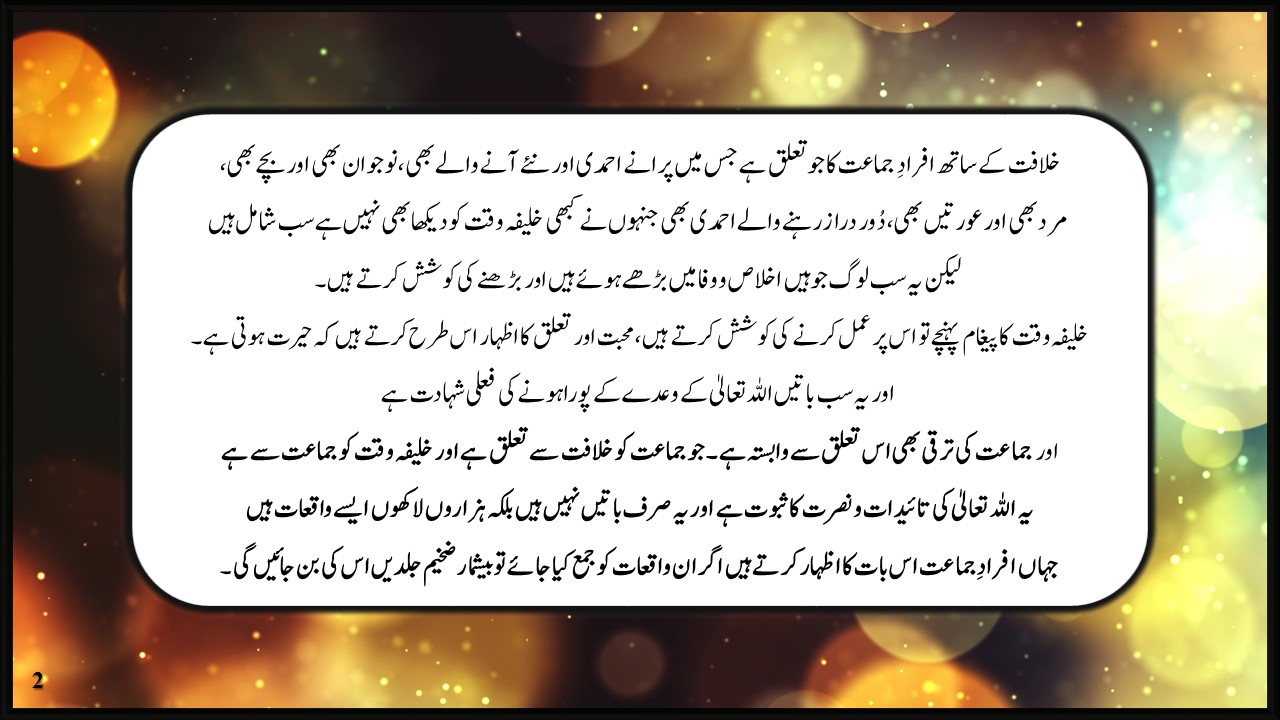 خلافت کے ساتھ افرادِ جماعت کا جو تعلق ہے جس میں پرانے احمدی اور نئے آنے والے بھی، نوجوان بھی اور بچے بھی،
مرد بھی اور عورتیں بھی، دُور دراز رہنے والے احمدی بھی جنہوں نے کبھی خلیفہ وقت کو دیکھا بھی نہیں ہے سب شامل ہیں
لیکن یہ سب لوگ جو ہیں اخلاص و وفا میں بڑھے ہوئے ہیں اور بڑھنے کی کوشش کرتے ہیں۔
خلیفہ وقت کا پیغام پہنچے تو اس پر عمل کرنے کی کوشش کرتے ہیں، محبت اور تعلق کا اظہار اس طرح کرتے ہیں کہ حیرت ہوتی ہے۔
اور یہ سب باتیں اللہ تعالیٰ کے وعدے کے پورا ہونے کی فعلی شہادت ہے
اور جماعت کی ترقی بھی اس تعلق سے وابستہ ہے۔ جو جماعت کو خلافت سے تعلق ہے اور خلیفہ وقت کو جماعت سے ہے
یہ اللہ تعالیٰ کی تائیدات و نصرت کا ثبوت ہے اور یہ صرف باتیں نہیں ہیں بلکہ ہزاروں لاکھوں ایسے واقعات ہیں
جہاں افرادِ جماعت اس بات کا اظہار کرتے ہیں اگر ان واقعات کو جمع کیا جائے تو بیشمار ضخیم جلدیں اس کی بن جائیں گی۔
2